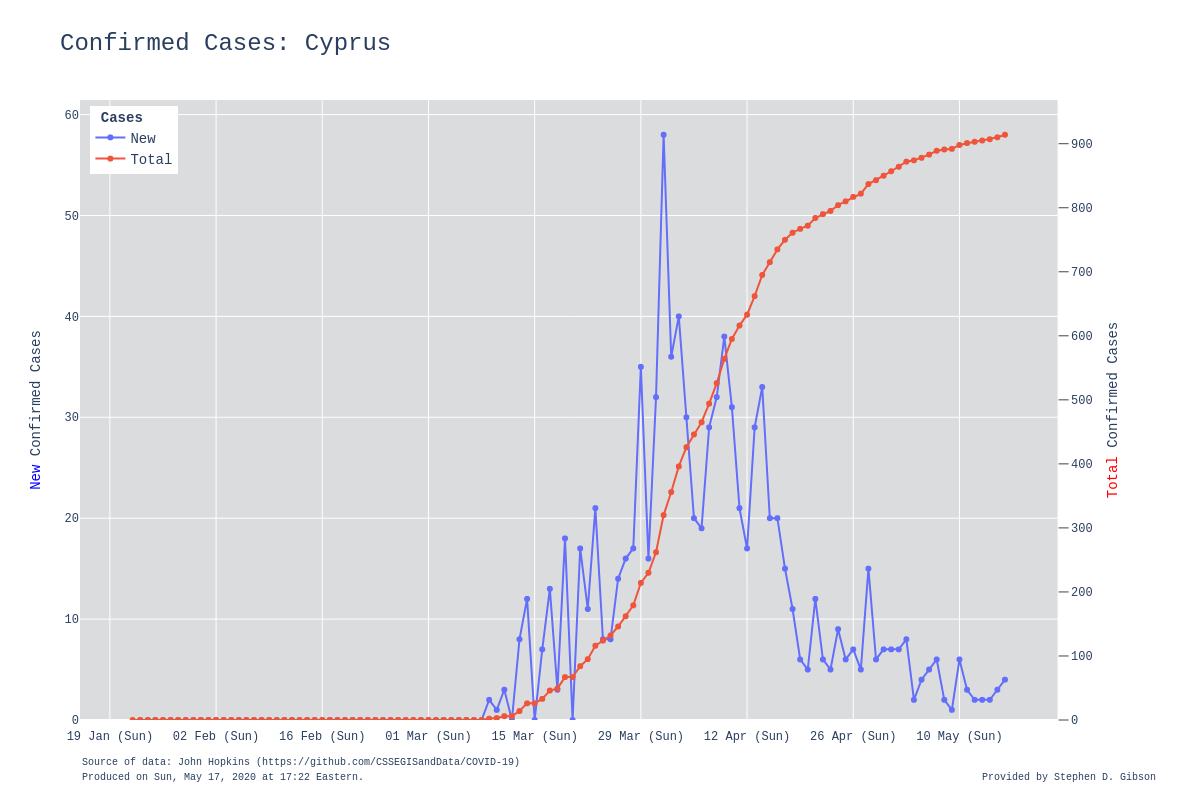 Confirmed Cases: Cyprus
Cases
New
Total
60
50
40
30
20
10
0
900
800
700
600
500
400
300
200
100
0
New Confirmed Cases
Total Confirmed Cases
19 Jan (Sun) 02 Feb (Sun) 16 Feb (Sun) 01 Mar (Sun) 15 Mar (Sun) 29 Mar (Sun) 12 Apr (Sun) 26 Apr (Sun) 10 May (Sun)
Source of data: John Hopkins (https://github.com/CSSEGISandData/COVID-19)
Produced on Sun, May 17, 2020 at 17:22 Eastern.
Provided by Stephen D. Gibson